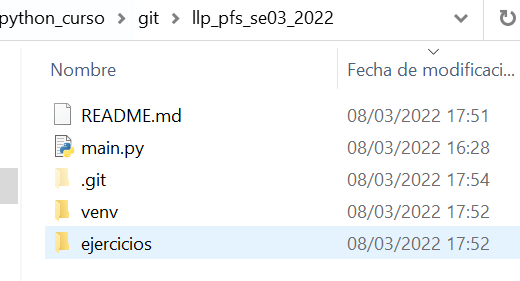 python_curso > git > llp_pfs_se03_2022
Nombre Fecha de modificaci...
README.md 08/03/2022 17:51
main.py 08/03/2022 16:28
.git 08/03/2022 17:54
venv 08/03/2022 17:52
ejercicios 08/03/2022 17:52